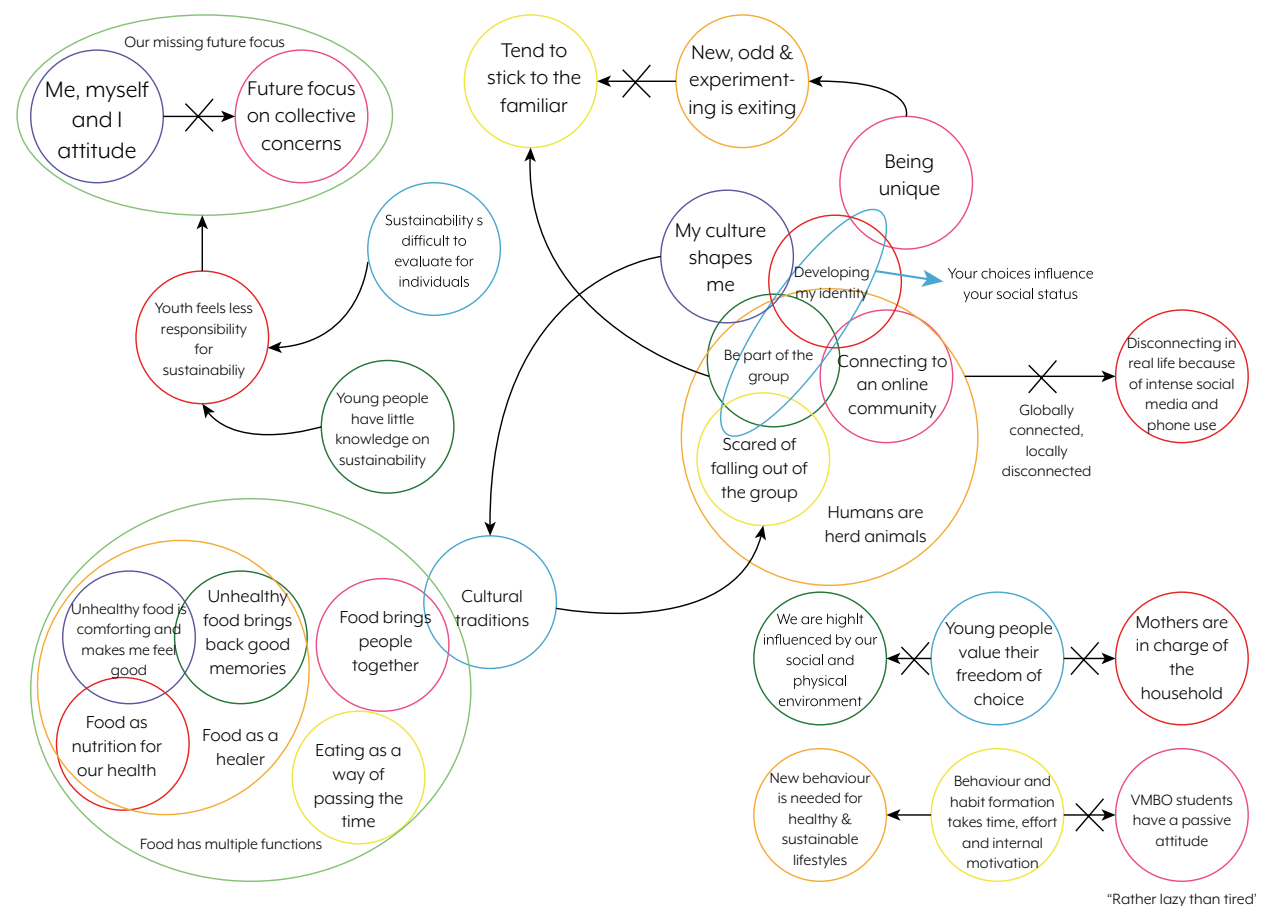 Our missing future focus
Me, myself
and I
attitude
Future focus
on collective
concerns
Tend to
stick to the
familiar
New, odd &
experiment-
ing is exiting
Being
unique
Sustainability s
difficult to
evaluate for
individuals
My culture
shapes
me
Developing
my identity
Your choices influence
your social status
Youth feels less
responsibility
for
sustainabiliy
Be part of the
group
Connecting to
an online
community
Disconnecting in
real life because
of intense social
media and
phone use
Globally
connected,
locally
disconnected
Young people
have little
knowledge on
sustainability
Scared of
falling out of
the group
Humans are
herd animals
Unhealthy food is
comforting and
makes me feel
good
Unhealthy
food brings
back good
memories
Food brings
people
together
Cultural
traditions
Food as
nutrition for
our health
Food as a
healer
Eating as a
way of
passing the
time
Food has multiple functions
We are highlt
influenced by our
social and
physical
environment
Young people
value their
freedom of
choice
Mothers are
in charge of
the
household
New behaviour
is needed for
healthy &
sustainable
lifestyles
Behaviour and
habit formation
takes time, effort
and internal
motivation
VMBO students
have a passive
attitude
“Rather lazy than tired’